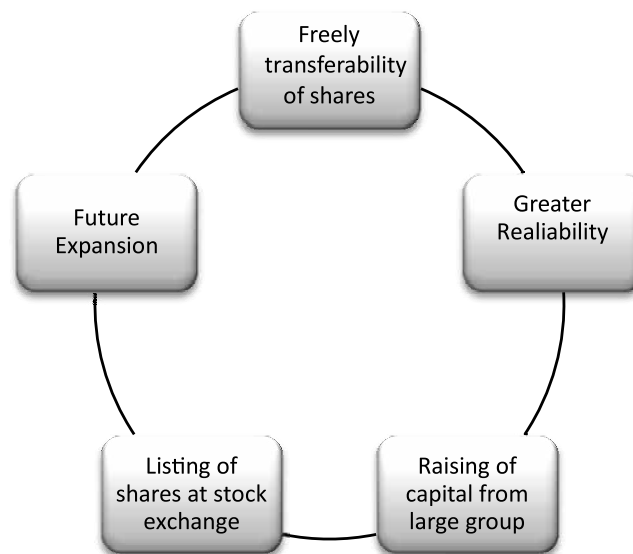 Freely
transferability
of shares
Greater
Realiability
Raising of
capital from
large group
Listing of
shares at stock
exchange
Future
Expansion